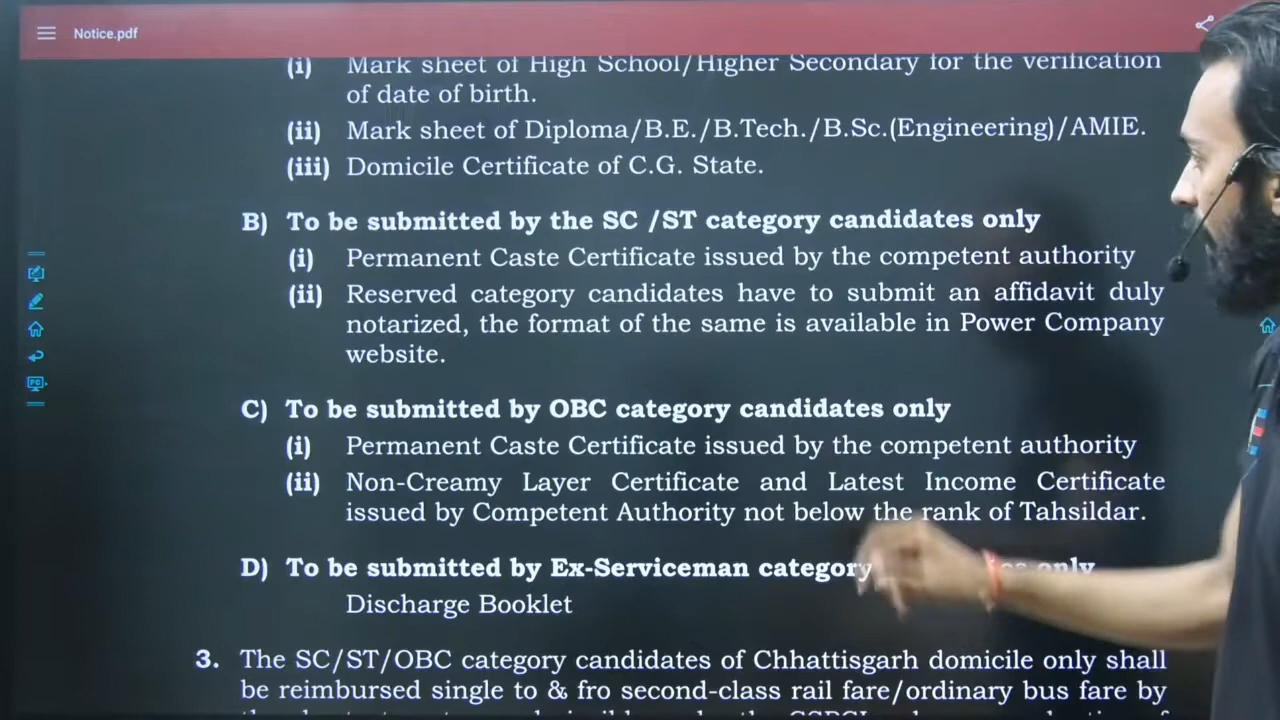 Notice.pdf
(i) Mark sheet of High School/Higher Secondary for the verification
of date of birth.
(ii) Mark sheet of Diploma/B.E./B.Tech./B.Sc.(Engineering)/AMIE.
(iii) Domicile Certificate of C.G. State.
B) To be submitted by the SC /ST category candidates only
(i) Permanent Caste Certificate issued by the competent authority
(ii) Reserved category candidates have to submit an affidavit duly
notarized, the format of the same is available in Power Company
website.
C) To be submitted by OBC category candidates only
(i) Permanent Caste Certificate issued by the competent authority
(ii) Non-Creamy Layer Certificate and Latest Income Certificate
issued by Competent Authority not below the rank of Tahsildar.
D) To be submitted by Ex-Serviceman category only
Discharge Booklet
3. The SC/ST/OBC category candidates of Chhattisgarh domicile only shall
be reimbursed single to & fro second-class rail fare/ordinary bus fare by